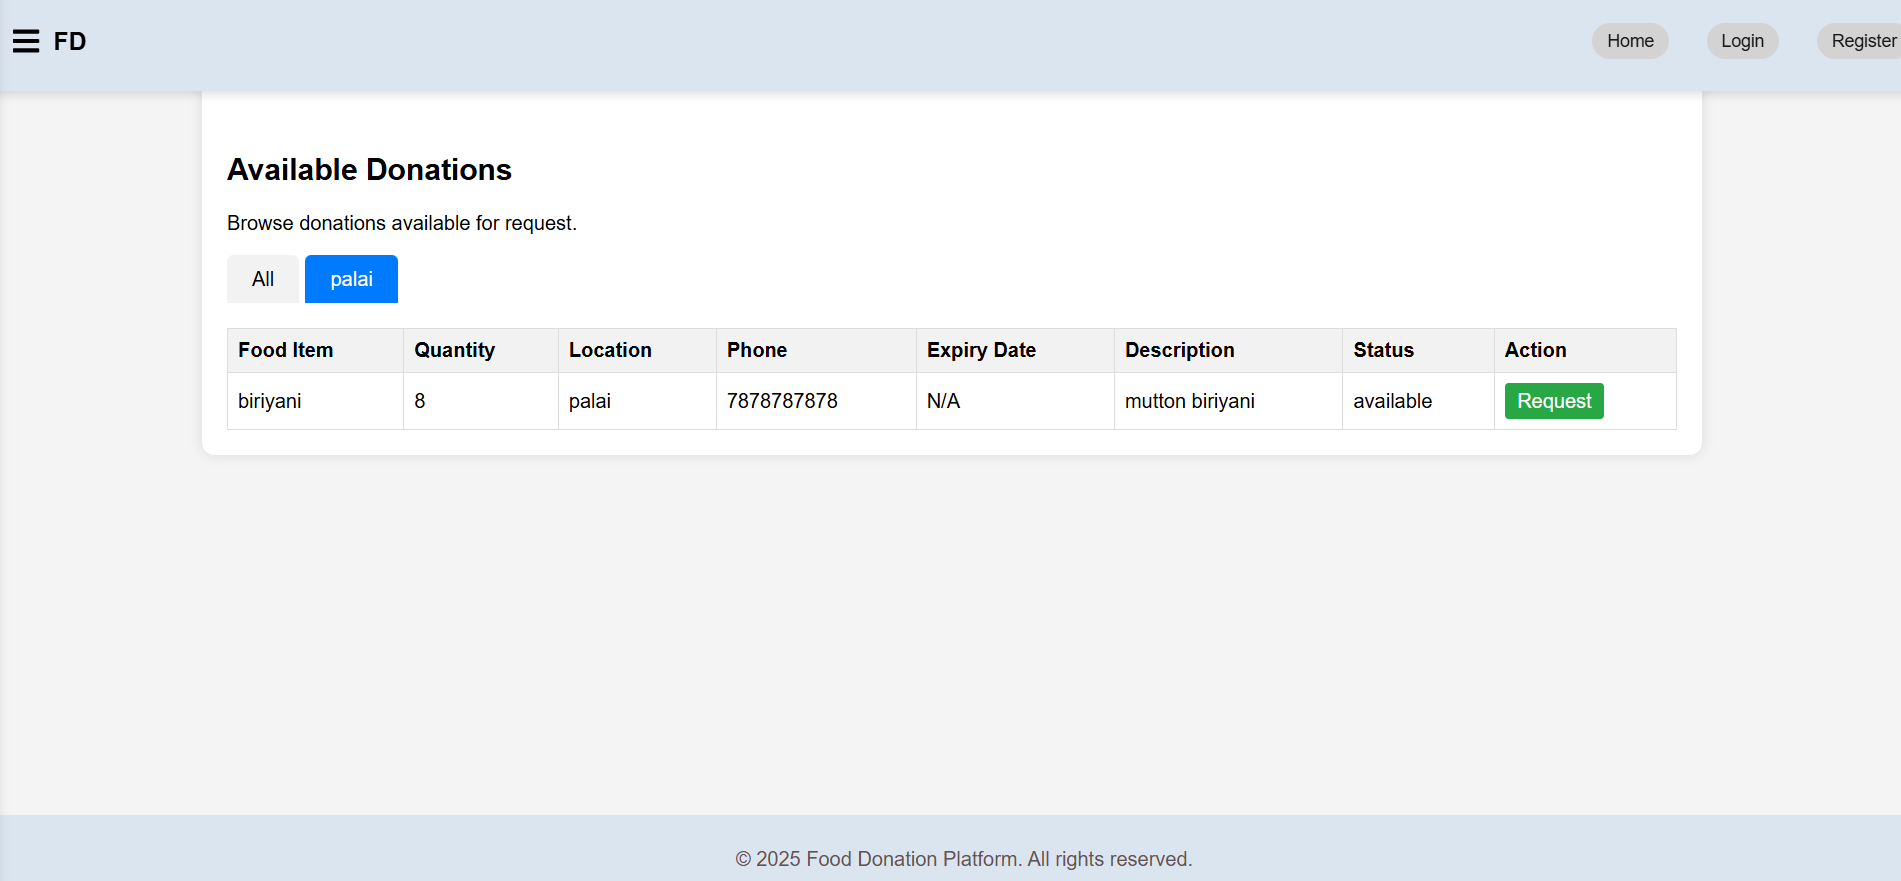 FD
Home Login Register
Available Donations
Browse donations available for request.
All palai
Food Item Quantity Location Phone Expiry Date Description Status Action
biriyani 8 palai 7878787878 N/A mutton biriyani available Request
© 2025 Food Donation Platform. All rights reserved.